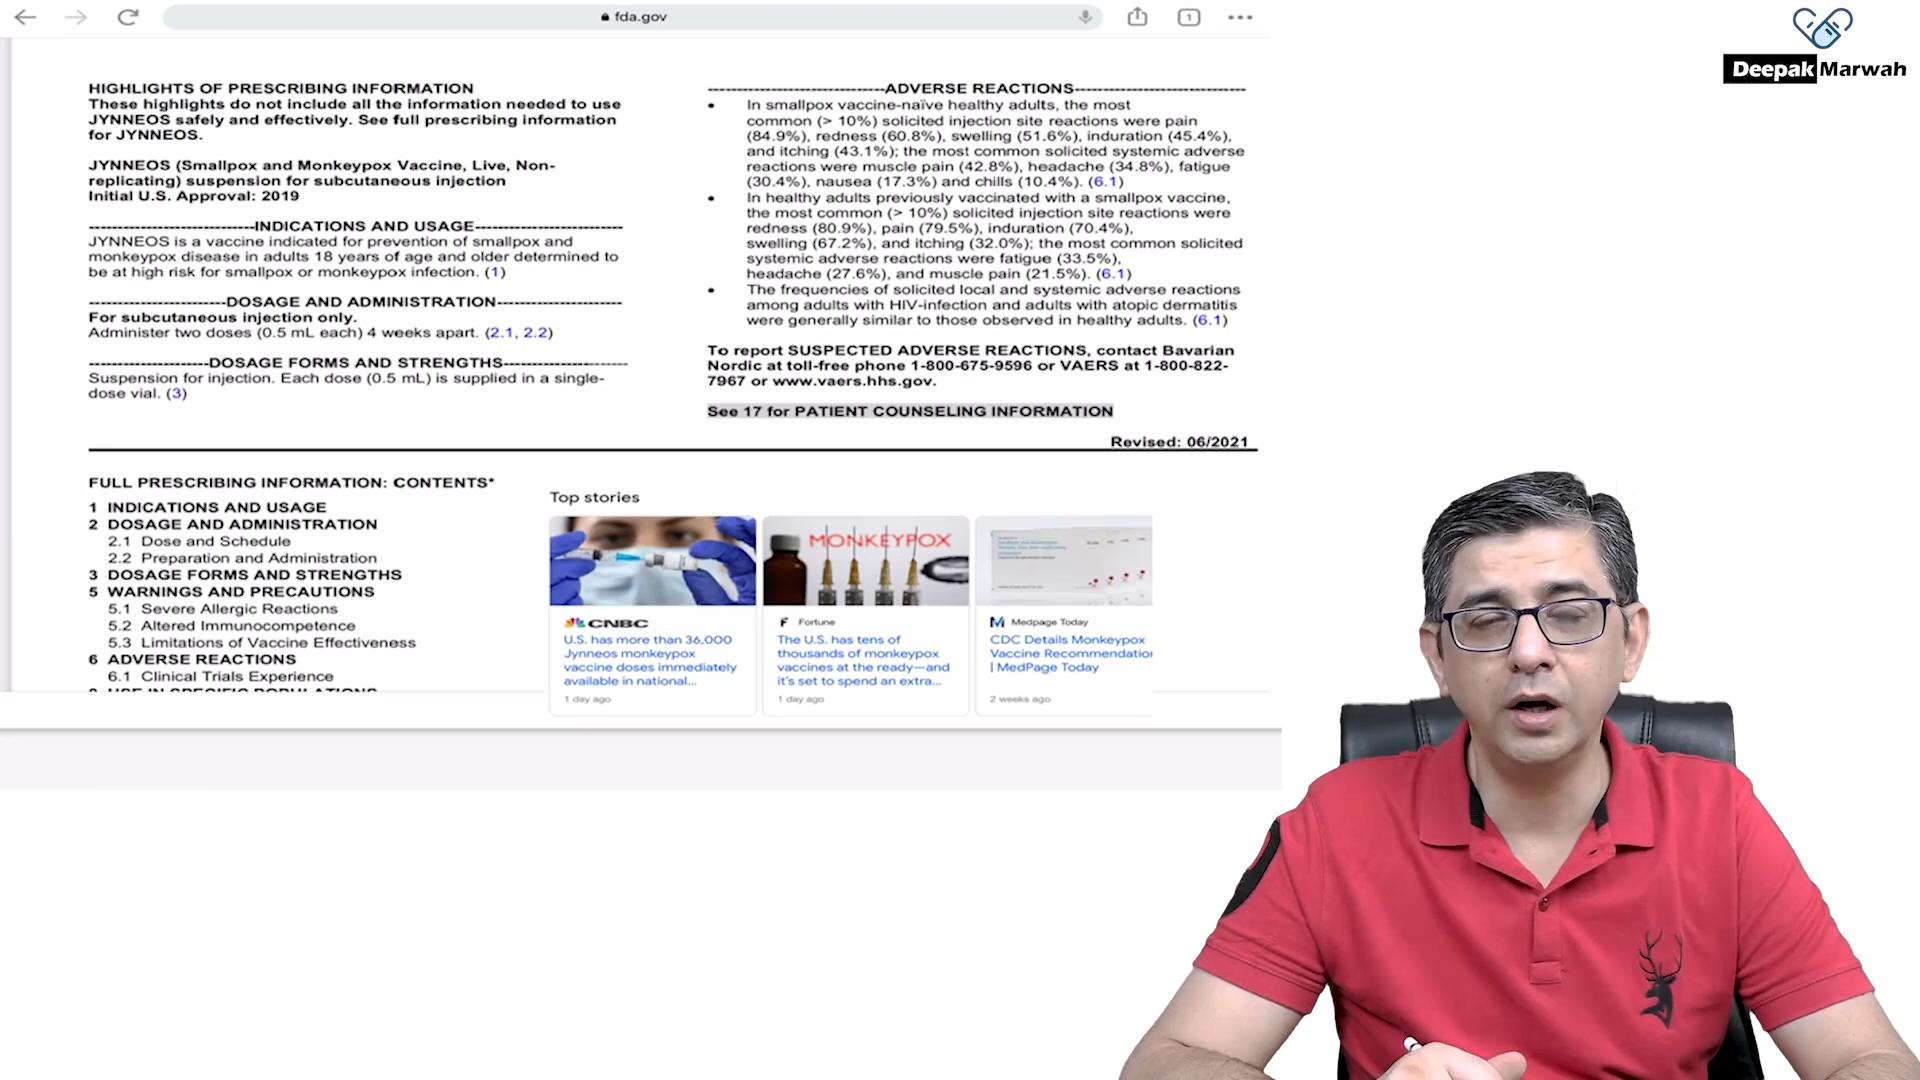 fda.gov
1
Deepak Marwah
HIGHLIGHTS OF PRESCRIBING INFORMATION
These highlights do not include all the information needed to use
JYNNEOS safely and effectively. See full prescribing information
for JYNNEOS.
JYNNEOS (Smallpox and Monkeypox Vaccine, Live, Non-
replicating) suspension for subcutaneous injection
Initial U.S. Approval: 2019
----------------------------INDICATIONS AND USAGE-------------------------
JYNNEOS is a vaccine indicated for prevention of smallpox and
monkeypox disease in adults 18 years of age and older determined to
be at high risk for smallpox or monkeypox infection. (1)
-----------------------DOSAGE AND ADMINISTRATION---------------------
For subcutaneous injection only.
Administer two doses (0.5 mL each) 4 weeks apart. (2.1, 2.2)
--------------------DOSAGE FORMS AND STRENGTHS---------------------
Suspension for injection. Each dose (0.5 mL) is supplied in a single-
dose vial. (3)
------------------------------ADVERSE REACTIONS-----------------------------
• In smallpox vaccine-naïve healthy adults, the most
common (> 10%) solicited injection site reactions were pain
(84.9%), redness (60.8%), swelling (51.6%), induration (45.4%),
and itching (43.1%); the most common solicited systemic adverse
reactions were muscle pain (42.8%), headache (34.8%), fatigue
(30.4%), nausea (17.3%) and chills (10.4%). (6.1)
• In healthy adults previously vaccinated with a smallpox vaccine,
the most common (> 10%) solicited injection site reactions were
redness (80.9%), pain (79.5%), induration (70.4%),
swelling (67.2%), and itching (32.0%); the most common solicited
systemic adverse reactions were fatigue (33.5%),
headache (27.6%), and muscle pain (21.5%). (6.1)
• The frequencies of solicited local and systemic adverse reactions
among adults with HIV-infection and adults with atopic dermatitis
were generally similar to those observed in healthy adults. (6.1)
To report SUSPECTED ADVERSE REACTIONS, contact Bavarian
Nordic at toll-free phone 1-800-675-9596 or VAERS at 1-800-822-
7967 or www.vaers.hhs.gov.
See 17 for PATIENT COUNSELING INFORMATION
Revised: 06/2021
FULL PRESCRIBING INFORMATION: CONTENTS*
1 INDICATIONS AND USAGE
2 DOSAGE AND ADMINISTRATION
2.1 Dose and Schedule
2.2 Preparation and Administration
3 DOSAGE FORMS AND STRENGTHS
5 WARNINGS AND PRECAUTIONS
5.1 Severe Allergic Reactions
5.2 Altered Immunocompetence
5.3 Limitations of Vaccine Effectiveness
6 ADVERSE REACTIONS
6.1 Clinical Trials Experience
Top stories
MONKEYPOX
CNBC
U.S. has more than 36,000
Jynneos monkeypox
vaccine doses immediately
available in national...
1 day ago
Fortune
The U.S. has tens of
thousands of monkeypox
vaccines at the ready—and
it's set to spend an extra...
1 day ago
Medpage Today
CDC Details Monkeypox
Vaccine Recommendation
| MedPage Today
2 weeks ago